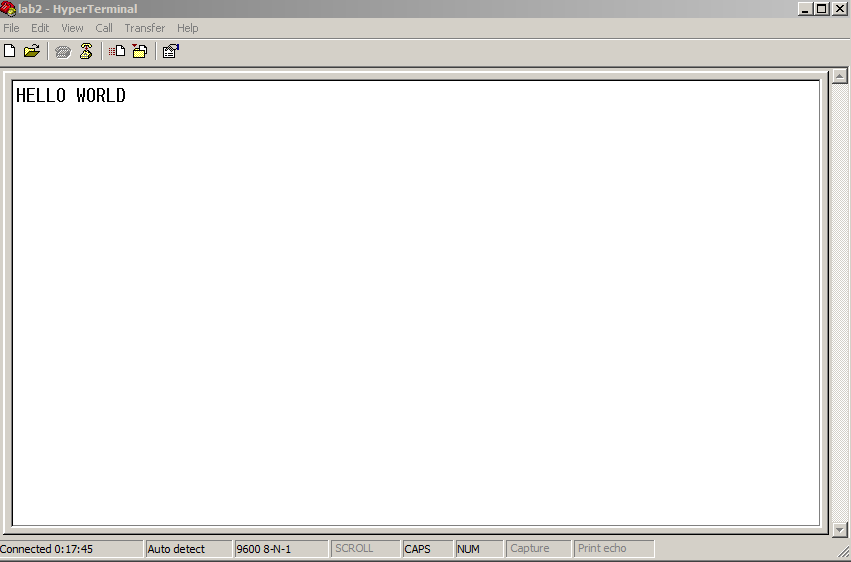 lab2 - HyperTerminal
File Edit View Call Transfer Help
HELLO WORLD
Connected 0:17:45 Auto detect 9600 8-N-1 SCROLL CAPS NUM Capture Print echo